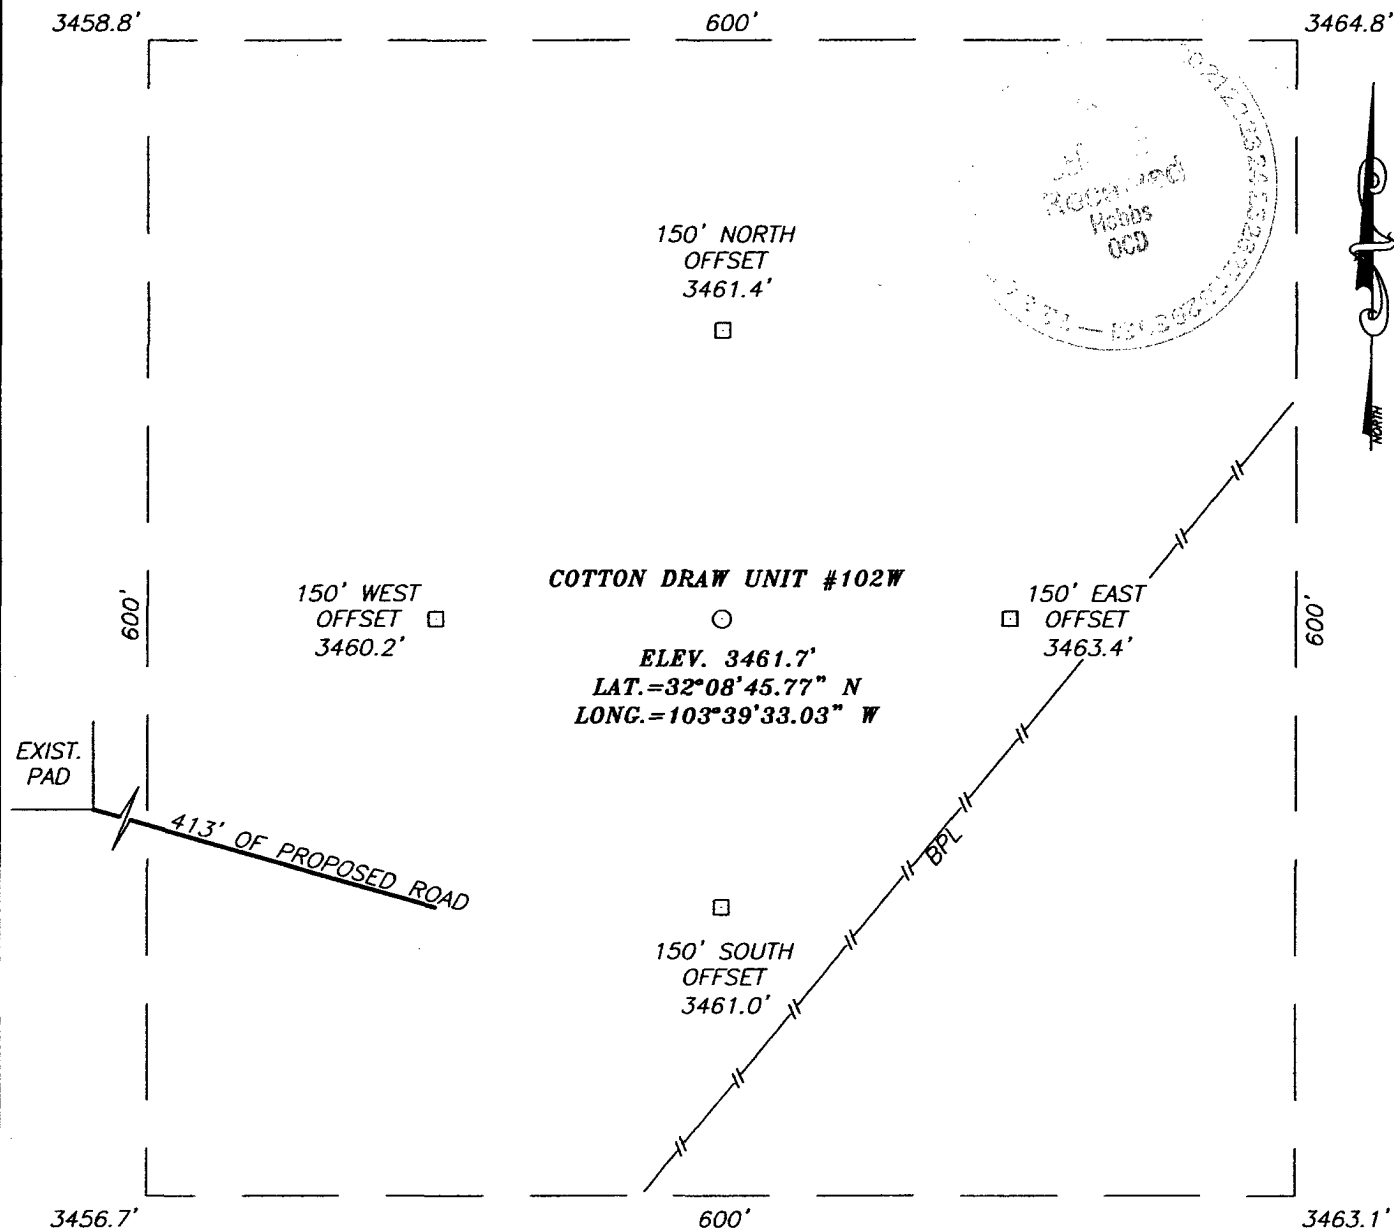 3458.8'
600'
3464.8'
Hobbs
OCD
NORTH
150' NORTH
OFFSET
3461.4'
600'
150' WEST
OFFSET
3460.2'
COTTON DRAW UNIT #102W
ELEV. 3461.7'
LAT.=32°08'45.77" N
LONG.=103°39'33.03" W
150' EAST
OFFSET
3463.4'
600'
EXIST.
PAD
413' OF PROPOSED ROAD
BPL
150' SOUTH
OFFSET
3461.0'
3456.7'
600'
3463.1'